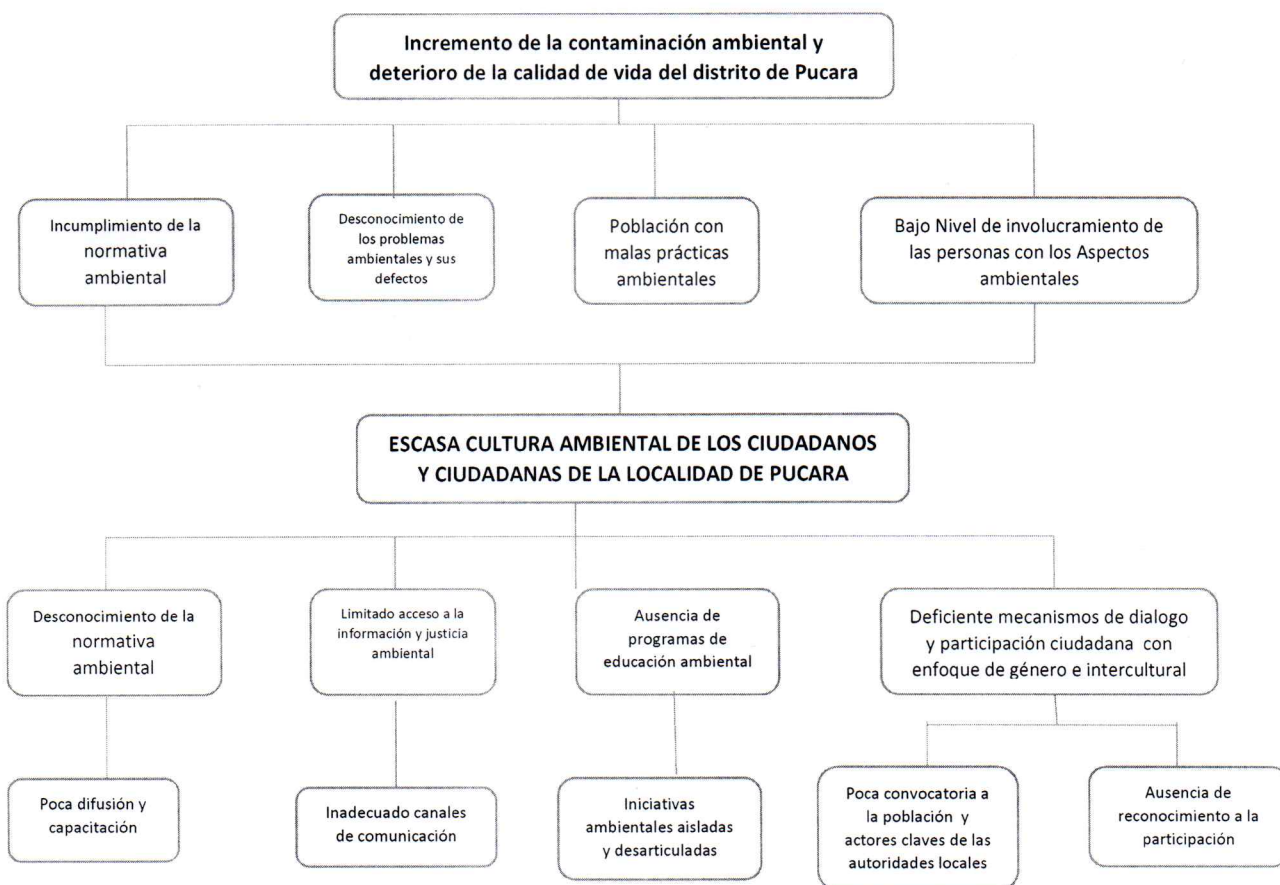 Incremento de la contaminación ambiental y
deterioro de la calidad de vida del distrito de Pucara
Incumplimiento de la
normativa
ambiental
Desconocimiento de
los problemas
ambientales y sus
defectos
Población con
malas prácticas
ambientales
Bajo Nivel de involucramiento de
las personas con los Aspectos
ambientales
ESCASA CULTURA AMBIENTAL DE LOS CIUDADANOS
Y CIUDADANAS DE LA LOCALIDAD DE PUCARA
Desconocimiento de la
normativa
ambiental
Limitado acceso a la
información y justicia
ambiental
Ausencia de
programas de
educación ambiental
Deficiente mecanismos de dialogo
y participación ciudadana con
enfoque de género e intercultural
Poca difusión y
capacitación
Inadecuado canales
de comunicación
Iniciativas
ambientales aisladas
y desarticuladas
Poca convocatoria a
la población y
actores claves de las
autoridades locales
Ausencia de
reconocimiento a la
participación